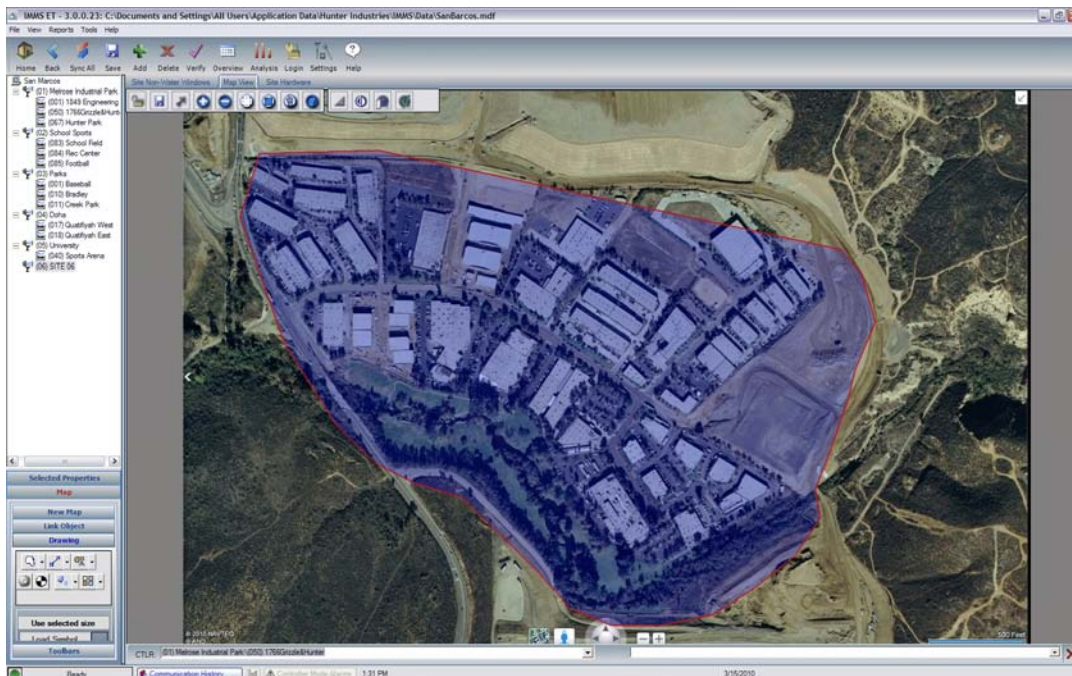 IMMS ET - 3.0.0.23: C:\Documents and Settings\All Users\Application Data\Hunter Industries\IMMS\Data\SanBarcos.mdf
File View Reports Tools Help
Home Back Sync All Save Add Delete Verify Overview Analysis Login Settings Help
San Marcos
(01) Melrose Industrial Park
(001) 1849 Engineering
(050) 1766Grizzle&Hunt
(067) Hunter Park
(02) School Sports
(083) School Field
(084) Rec Center
(085) Football
(03) Parks
(001) Baseball
(010) Bradley
(011) Creek Park
(04) Doha
(017) Quatifiyah West
(018) Quatifiyah East
(05) University
(040) Sports Arena
(06) SITE 06
Site Non-Water Windows Map View Site Hardware
Selected Properties
Map
New Map
Link Object
Drawing
Use selected size
Load Symbol
Toolbars
© 2010 NAVTEQ
© AND
500 Feet
CTLR: (01) Melrose Industrial Park\(050) 1766Grizzle&Hunter
Ready Communication History Controller Mode Alarms 1:31 PM 3/15/2010